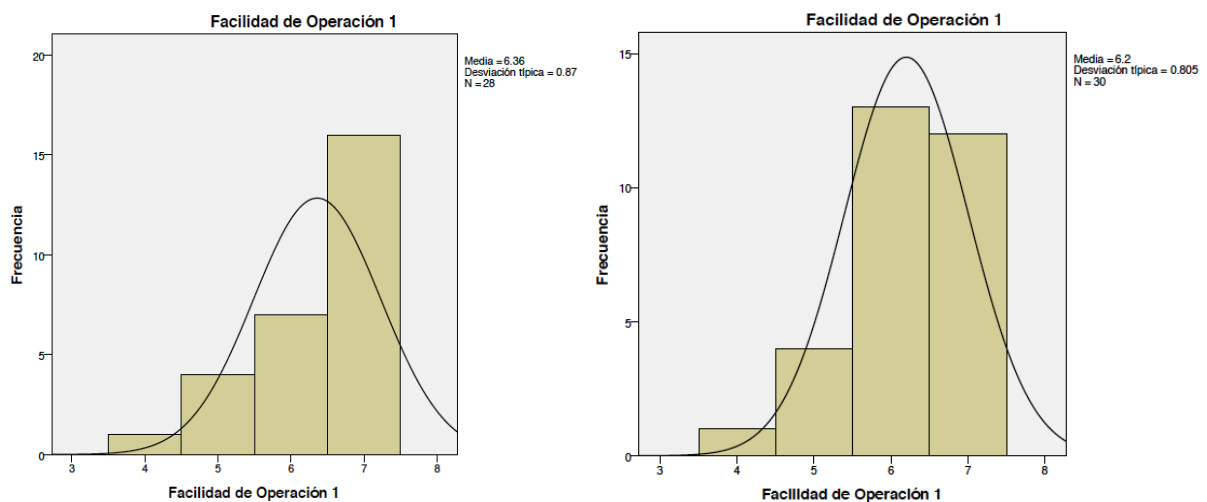 Facilidad de Operación 1
Media = 6.36
Desviación típica = 0.87
N = 28
20
15
10
5
0
Frecuencia
3 4 5 6 7 8
Facilidad de Operación 1
Facilidad de Operación 1
Media = 6.2
Desviación típica = 0.805
N = 30
15
10
5
0
Frecuencia
3 4 5 6 7 8
Facilidad de Operación 1